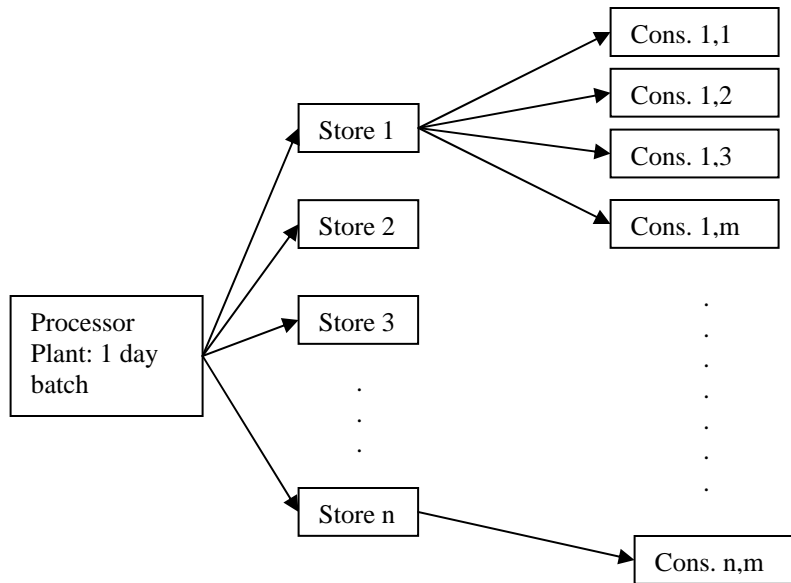 Cons. 1,1
Cons. 1,2
Store 1
Cons. 1,3
Store 2
Cons. 1,m
Processor
Plant: 1 day
batch
Store 3
.
.
.
.
.
.
.
.
.
.
Store n
Cons. n,m